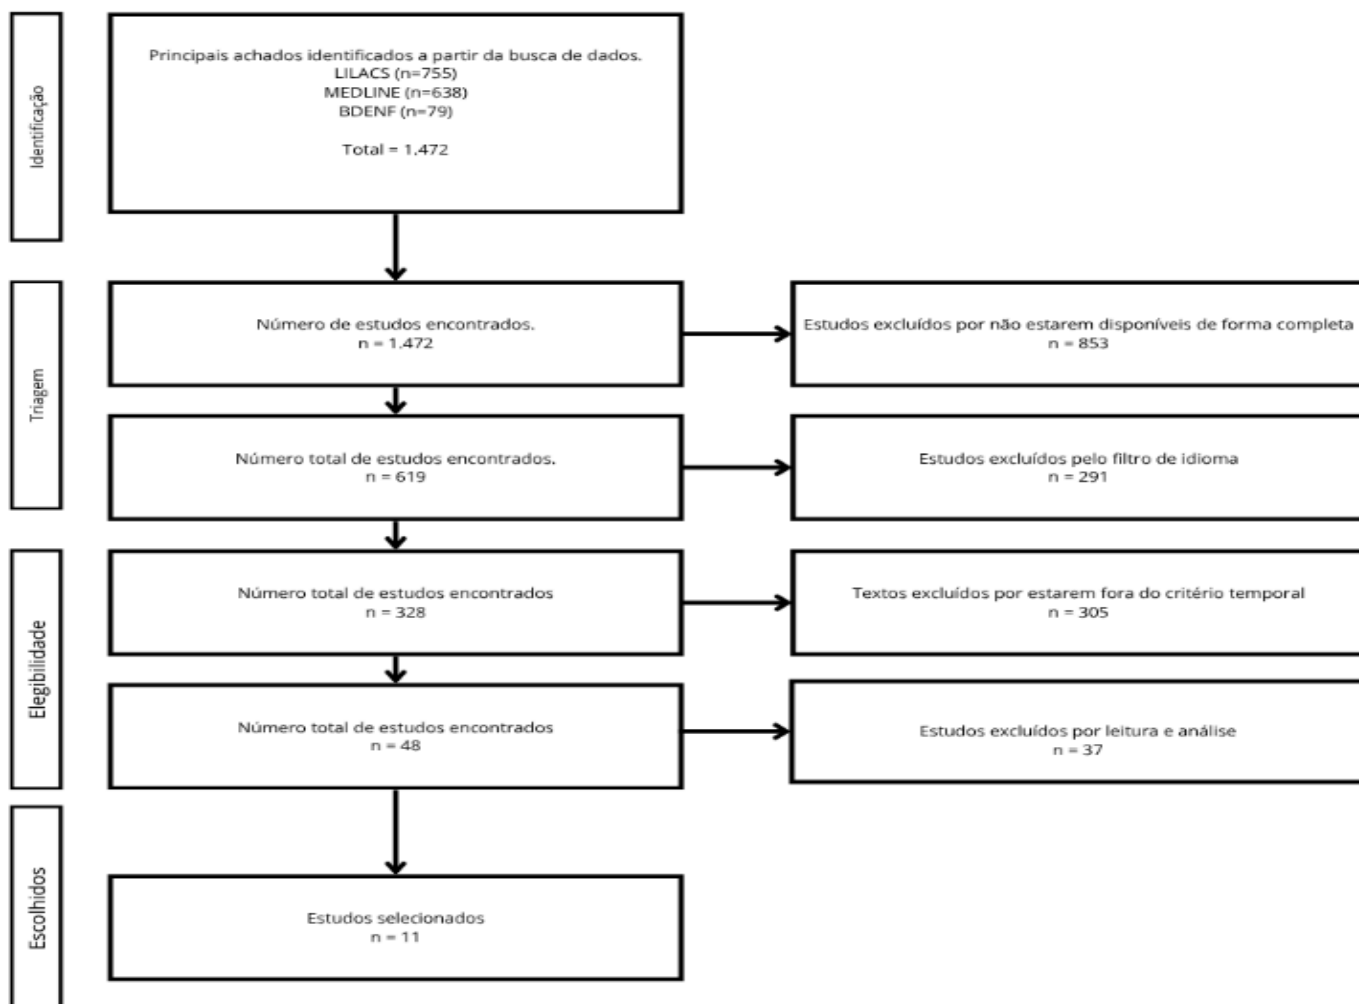 Identificação
Principais achados identificados a partir da busca de dados.
LILACS (n=755)
MEDLINE (n=638)
BDENF (n=79)
Total = 1.472
Triagem
Número de estudos encontrados.
n = 1.472
Estudos excluídos por não estarem disponíveis de forma completa
n = 853
Número total de estudos encontrados.
n = 619
Estudos excluídos pelo filtro de idioma
n = 291
Elegibilidade
Número total de estudos encontrados
n = 328
Textos excluídos por estarem fora do critério temporal
n = 305
Número total de estudos encontrados
n = 48
Estudos excluídos por leitura e análise
n = 37
Escolhidos
Estudos selecionados
n = 11